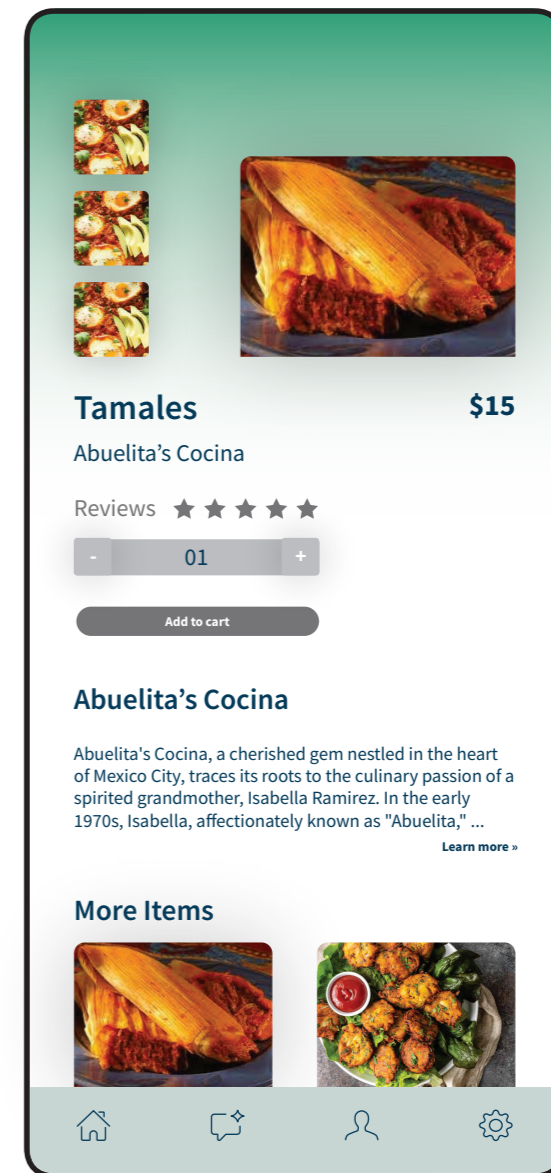 Tamales
$15
Abuelita’s Cocina
Reviews
-
01
+
Add to cart
Abuelita’s Cocina
Abuelita's Cocina, a cherished gem nestled in the heart
of Mexico City, traces its roots to the culinary passion of a
spirited grandmother, Isabella Ramirez. In the early
1970s, Isabella, affectionately known as "Abuelita," ...
Learn more »
More Items